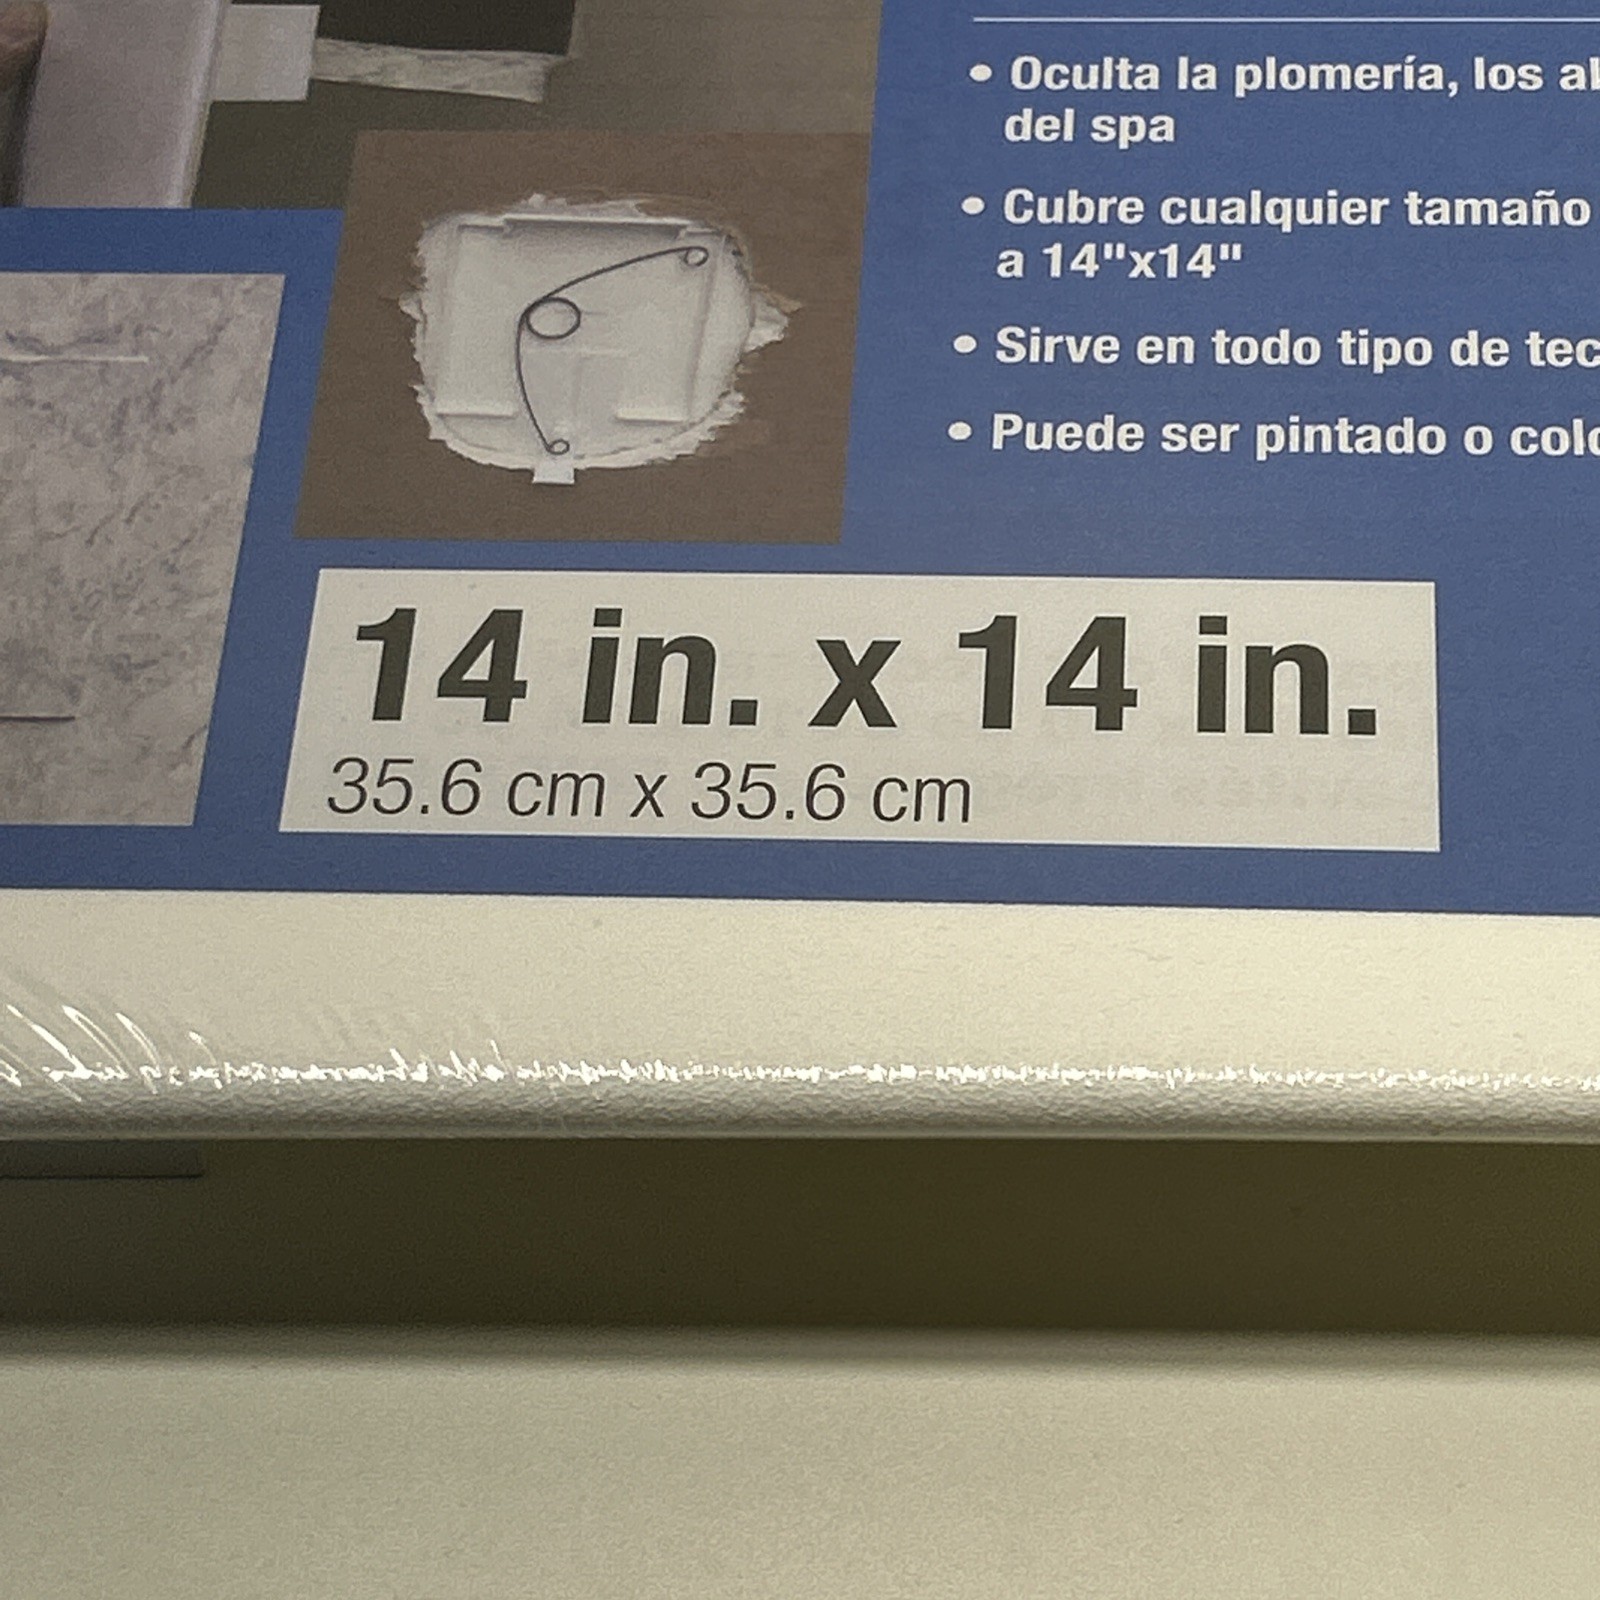 • Oculta la plomería, los
del spa
• Cubre cualquier tamaño
a 14"x14"
• Sirve en todo tipo de
• Puede ser pintado o
14 in. x 14 in.
35.6 cm x 35.6 cm